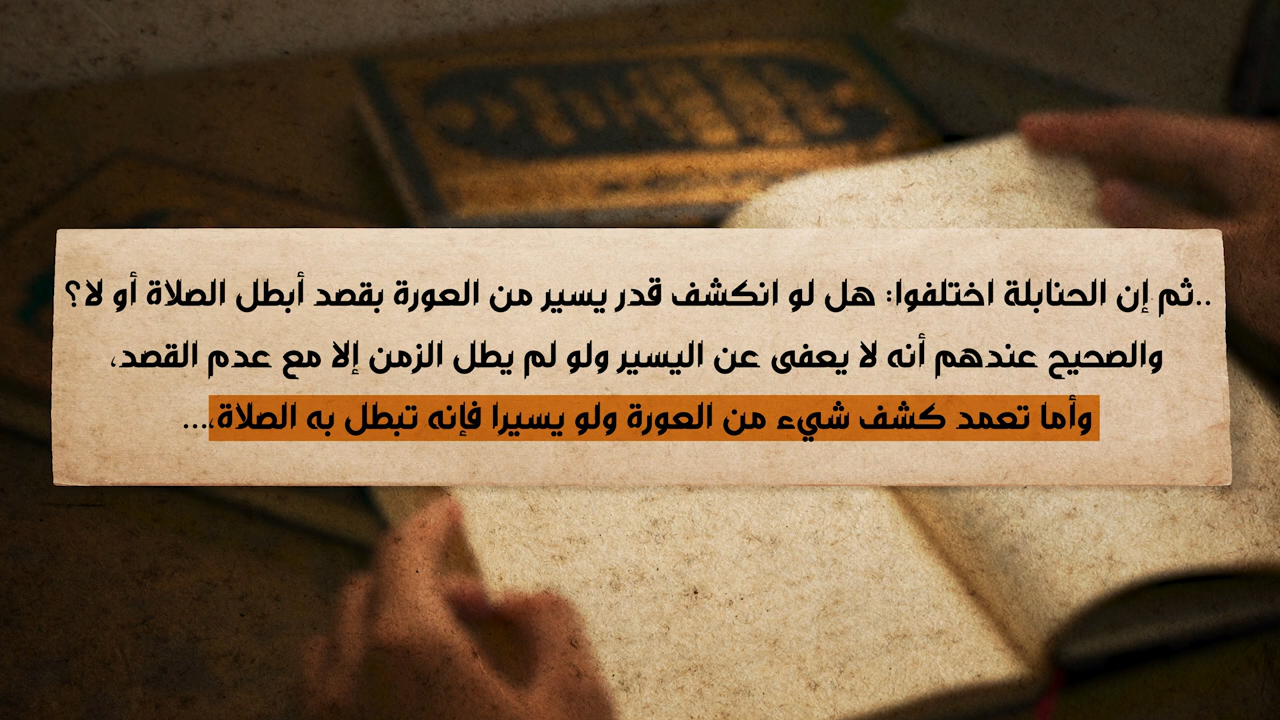 ..ثم إن الحنابلة اختلفوا: هل لو انكشف قدر يسير من العورة بقصد أبطل الصلاة أو لا؟
والصحيح عندهم أنه لا يعفى عن اليسير ولو لم يطل الزمن إلا مع عدم القصد،
وأما تعمد كشف شيء من العورة ولو يسيرا فإنه تبطل به الصلاة،...